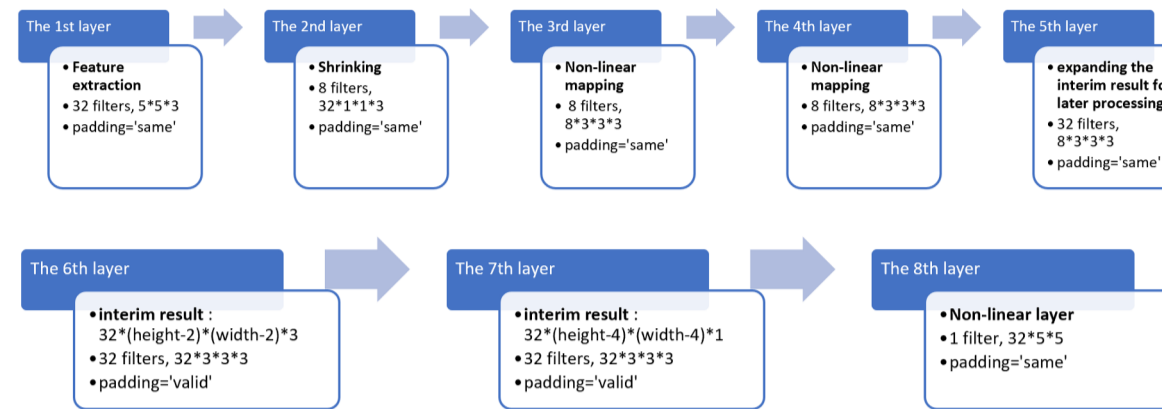 The 1st layer
• Feature
extraction
• 32 filters, 5*5*3
• padding='same'
The 2nd layer
• Shrinking
• 8 filters,
32*1*1*3
• padding='same'
The 3rd layer
• Non-linear
mapping
• 8 filters,
8*3*3*3
• padding='same'
The 4th layer
• Non-linear
mapping
• 8 filters, 8*3*3*3
• padding='same'
The 5th layer
• expanding the
interim result
later processing
• 32 filters,
8*3*3*3
• padding='same'
The 6th layer
•interim result :
32*(height-2)*(width-2)*3
•32 filters, 32*3*3*3
•padding='valid'
The 7th layer
•interim result :
32*(height-4)*(width-4)*1
•32 filters, 32*3*3*3
•padding='valid'
The 8th layer
•Non-linear layer
•1 filter, 32*5*5
•padding='same'